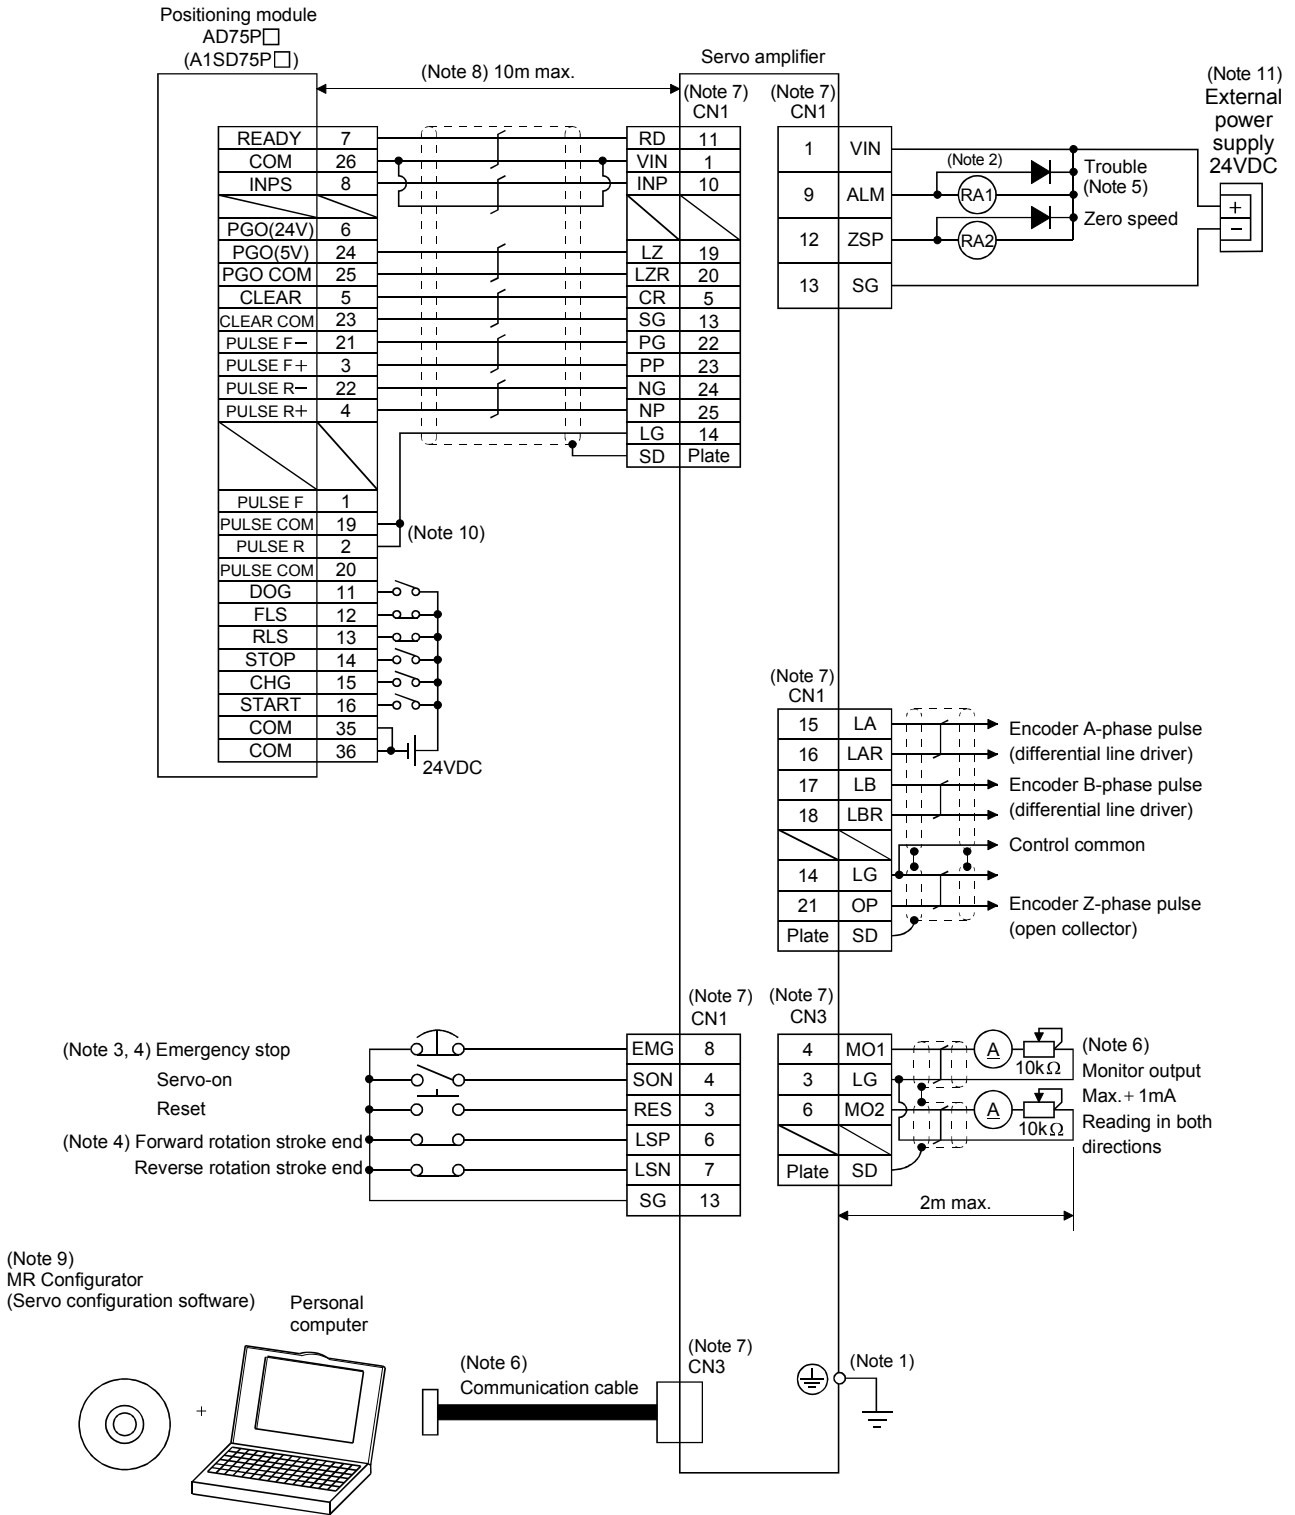 Positioning module
AD75P□
(A1SD75P□)
(Note 8) 10m max.
Servo amplifier
(Note 7)
CN1
READY 7
COM 26
INPS 8
PGO(24V) 6
PGO(5V) 24
PGO COM 25
CLEAR 5
CLEAR COM 23
PULSE F− 21
PULSE F+ 3
PULSE R− 22
PULSE R+ 4
PULSE F 1
PULSE COM 19
PULSE R 2
PULSE COM 20
DOG 11
FLS 12
RLS 13
STOP 14
CHG 15
START 16
COM 35
COM 36
24VDC
(Note 10)
RD 11
VIN 1
INP 10
LZ 19
LZR 20
CR 5
SG 13
PG 22
PP 23
NG 24
NP 25
LG 14
SD Plate
(Note 7)
CN1
1 VIN
9 ALM
12 ZSP
13 SG
(Note 2)
RA1
RA2
Trouble
(Note 5)
Zero speed
(Note 11)
External
power
supply
24VDC
+
−
(Note 7)
CN1
15 LA
16 LAR
17 LB
18 LBR
14 LG
21 OP
Plate SD
Encoder A-phase pulse
(differential line driver)
Encoder B-phase pulse
(differential line driver)
Control common
Encoder Z-phase pulse
(open collector)
(Note 7)
CN1
(Note 3, 4) Emergency stop
Servo-on
Reset
(Note 4) Forward rotation stroke end
Reverse rotation stroke end
EMG 8
SON 4
RES 3
LSP 6
LSN 7
SG 13
(Note 7)
CN3
4 MO1
3 LG
6 MO2
Plate SD
A
10kΩ
A
10kΩ
(Note 6)
Monitor output
Max.+1mA
Reading in both
directions
2m max.
(Note 9)
MR Configurator
(Servo configuration software)
Personal
computer
+
(Note 6)
Communication cable
(Note 7)
CN3
(Note 1)